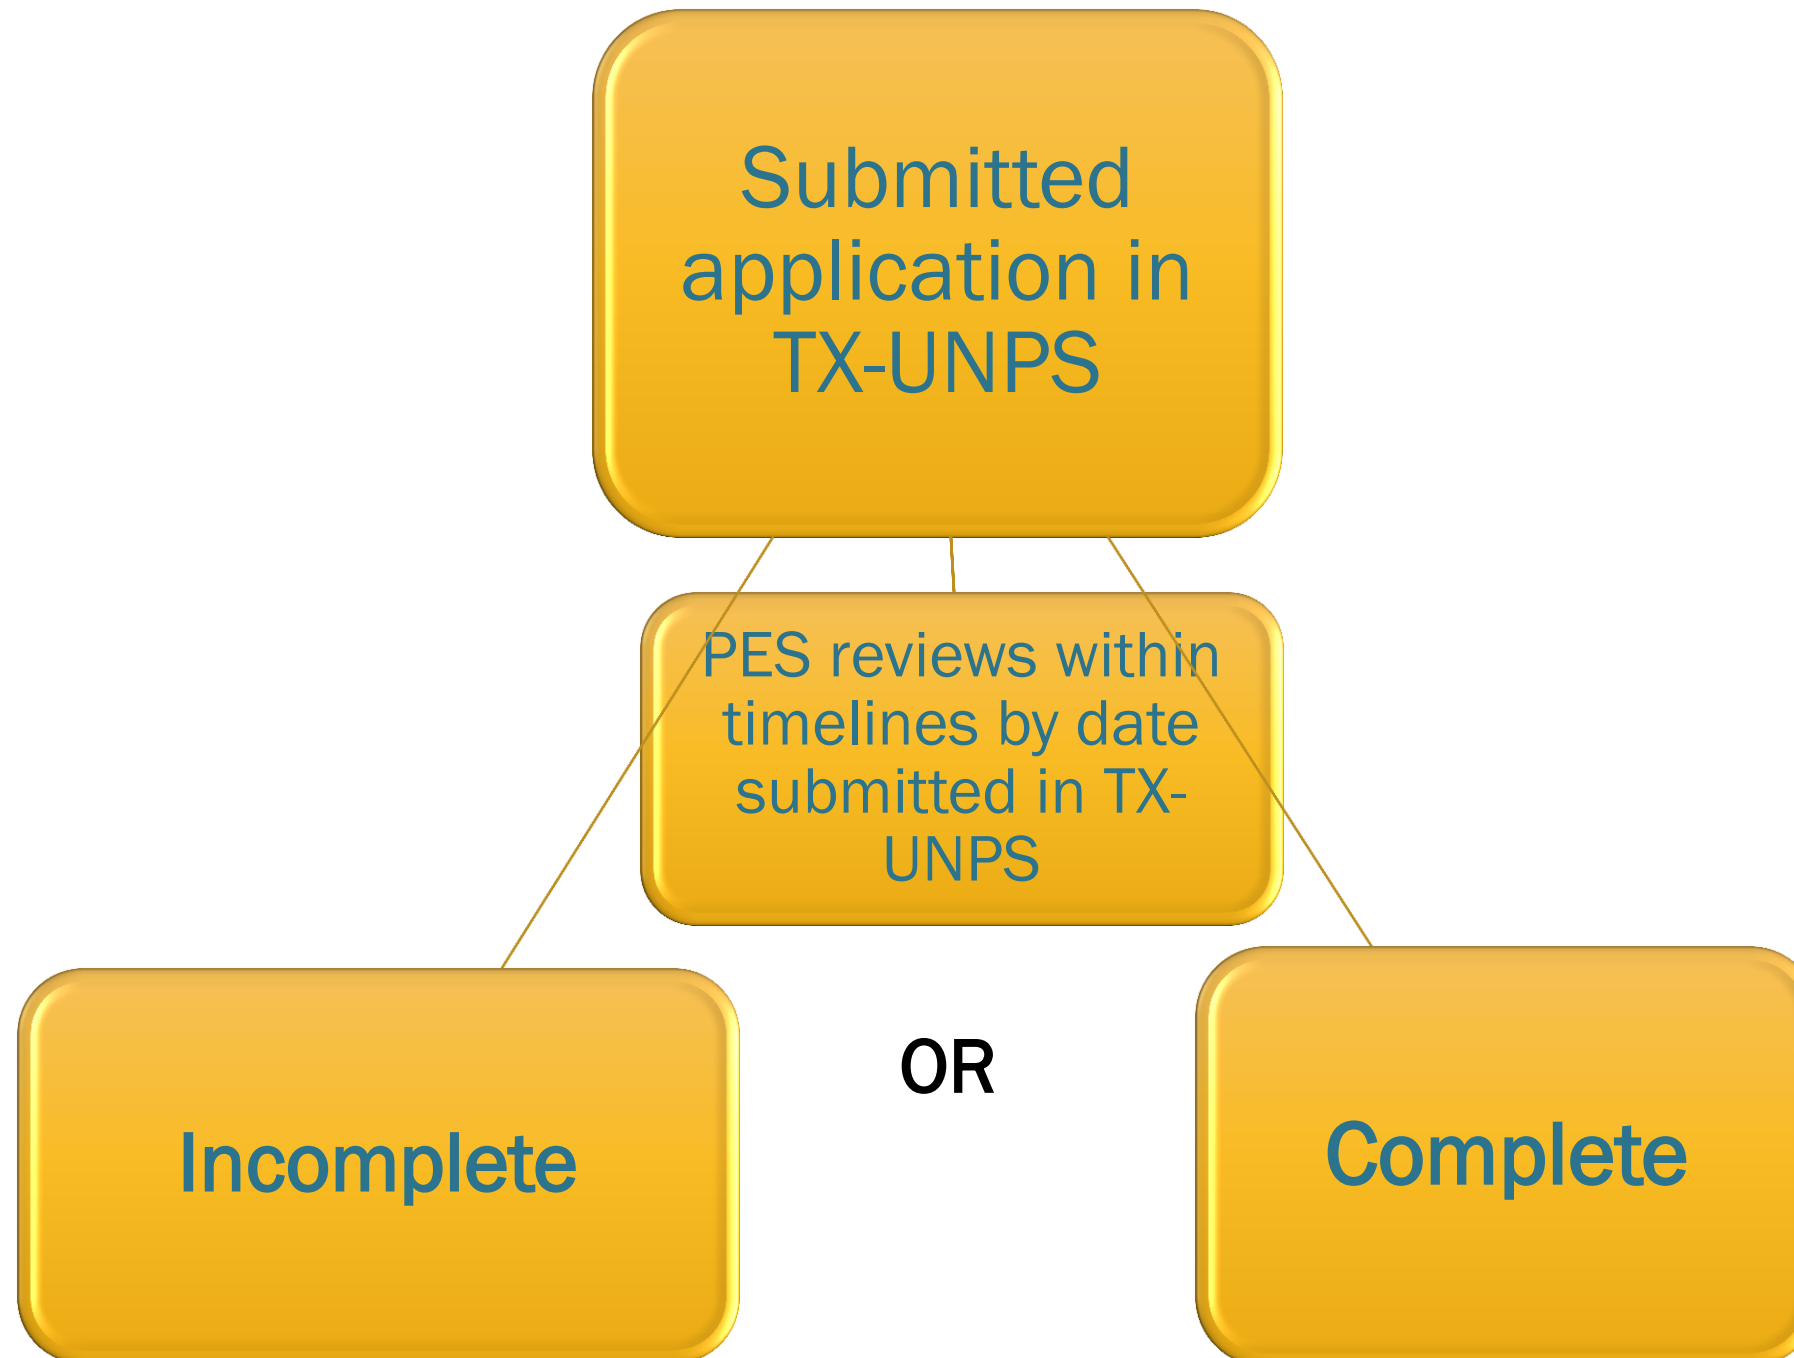 Submitted
application in
TX-UNPS
PES reviews within
timelines by date
submitted in TX-
UNPS
OR
Incomplete
Complete